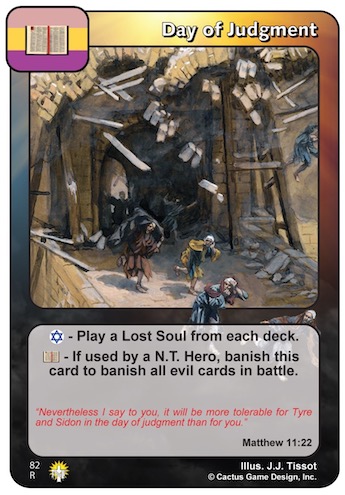 Day of Judgment
- Play a Lost Soul from each deck.
- If used by a N.T. Hero, banish this
card to banish all evil cards in battle.
"Nevertheless I say to you, it will be more tolerable for Tyre
and Sidon in the day of judgment than for you."
Matthew 11:22
82
R
Illus. J.J. Tissot
© Cactus Game Design, Inc.